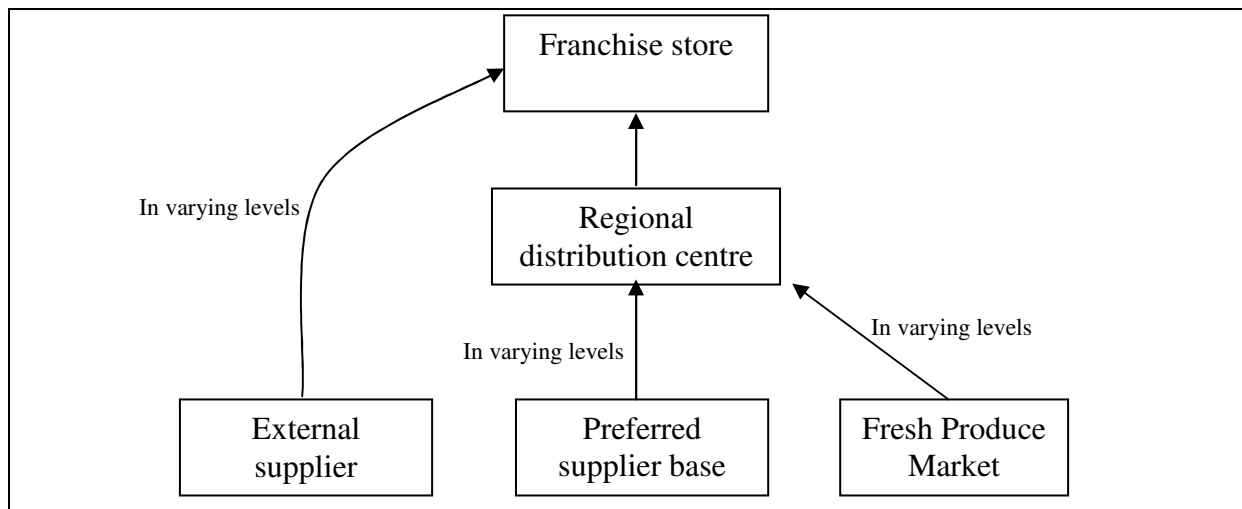 Franchise store
In varying levels
Regional
distribution centre
In varying levels
In varying levels
External
supplier
Preferred
supplier base
Fresh Produce
Market